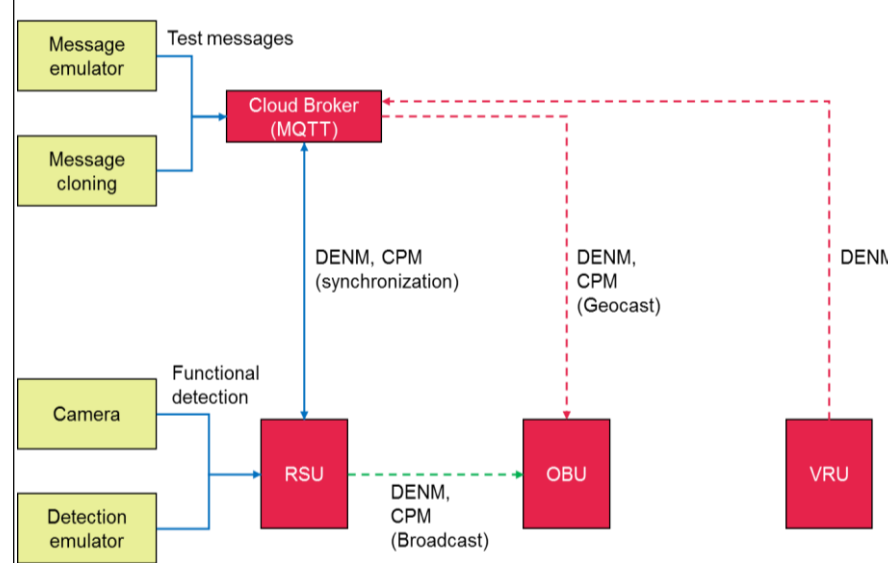 Message
emulator
Test messages
Cloud Broker
(MQTT)
Message
cloning
DENM, CPM
(synchronization)
DENM,
CPM
(Geocast)
DENM
Functional
detection
Camera
RSU
OBU
VRU
DENM,
CPM
(Broadcast)
Detection
emulator